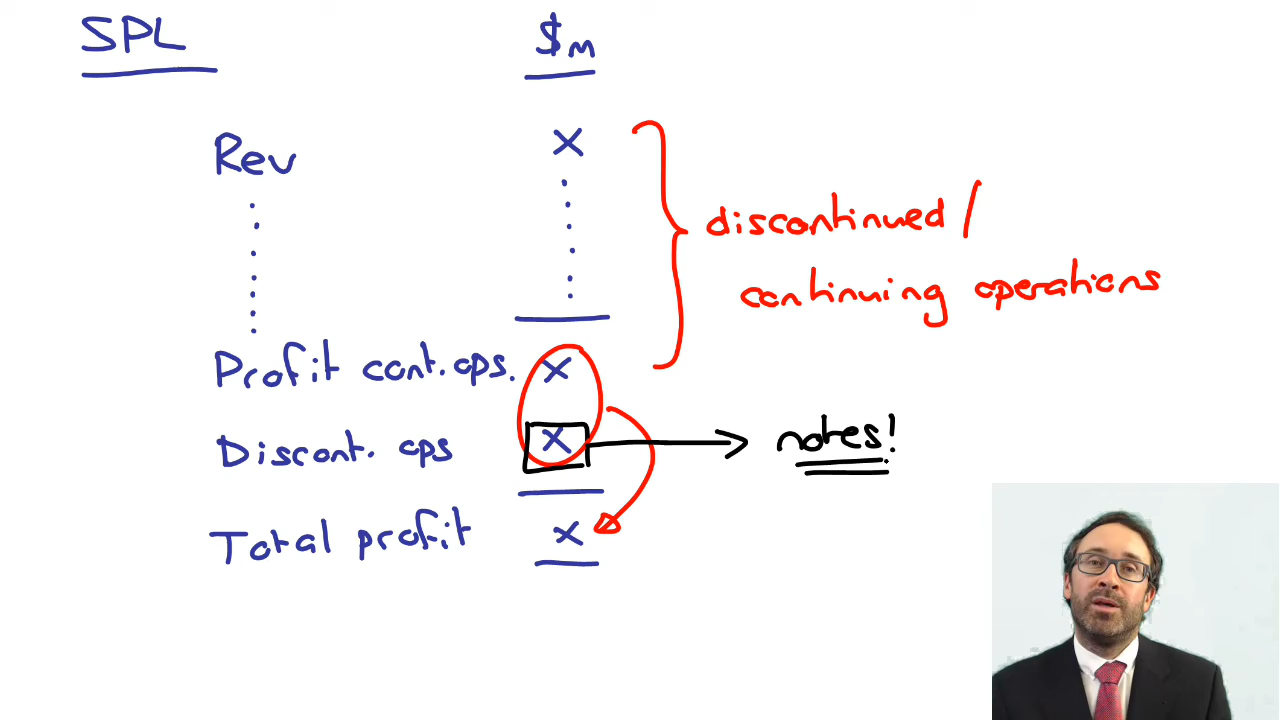 SPL $m
Rev X
discontinued /
continuing operations
Profit cont. ops. X
Discont. ops X notes!
Total profit X